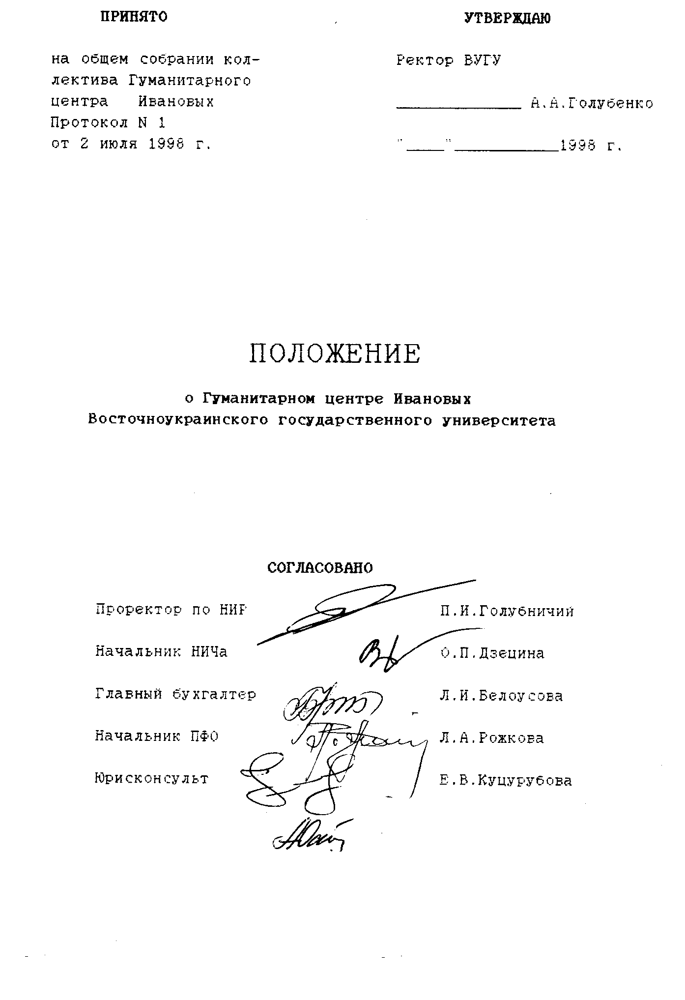 ПРИНЯТО
на общем собрании кол-
лектива Гуманитарного
центра Ивановых
Протокол N 1
от 2 июля 1998 г.
УТВЕРЖДАЮ
Ректор ВУГУ
_____________ А.А.Голубенко
"____"___________1998 г.
ПОЛОЖЕНИЕ
о Гуманитарном центре Ивановых
Восточноукраинского государственного университета
СОГЛАСОВАНО
Проректор по НИР П.И.Голубничий
Начальник НИЧа О.П.Дзецина
Главный бухгалтер Л.И.Белоусова
Начальник ПФО Л.А.Рожкова
Юрисконсульт Е.В.Куцурубова